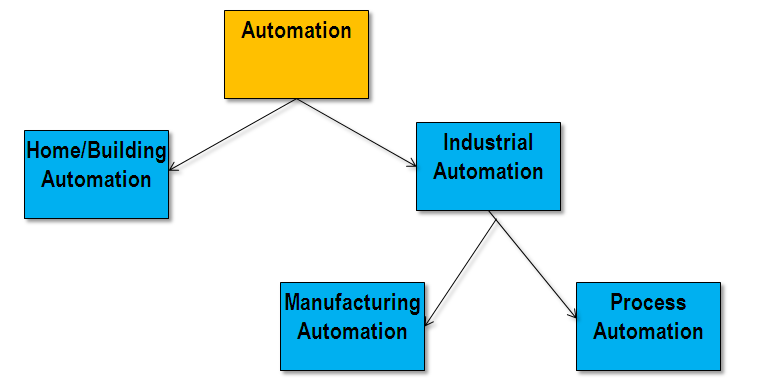 Automation
Home/Building
Automation
Industrial
Automation
Manufacturing
Automation
Process
Automation